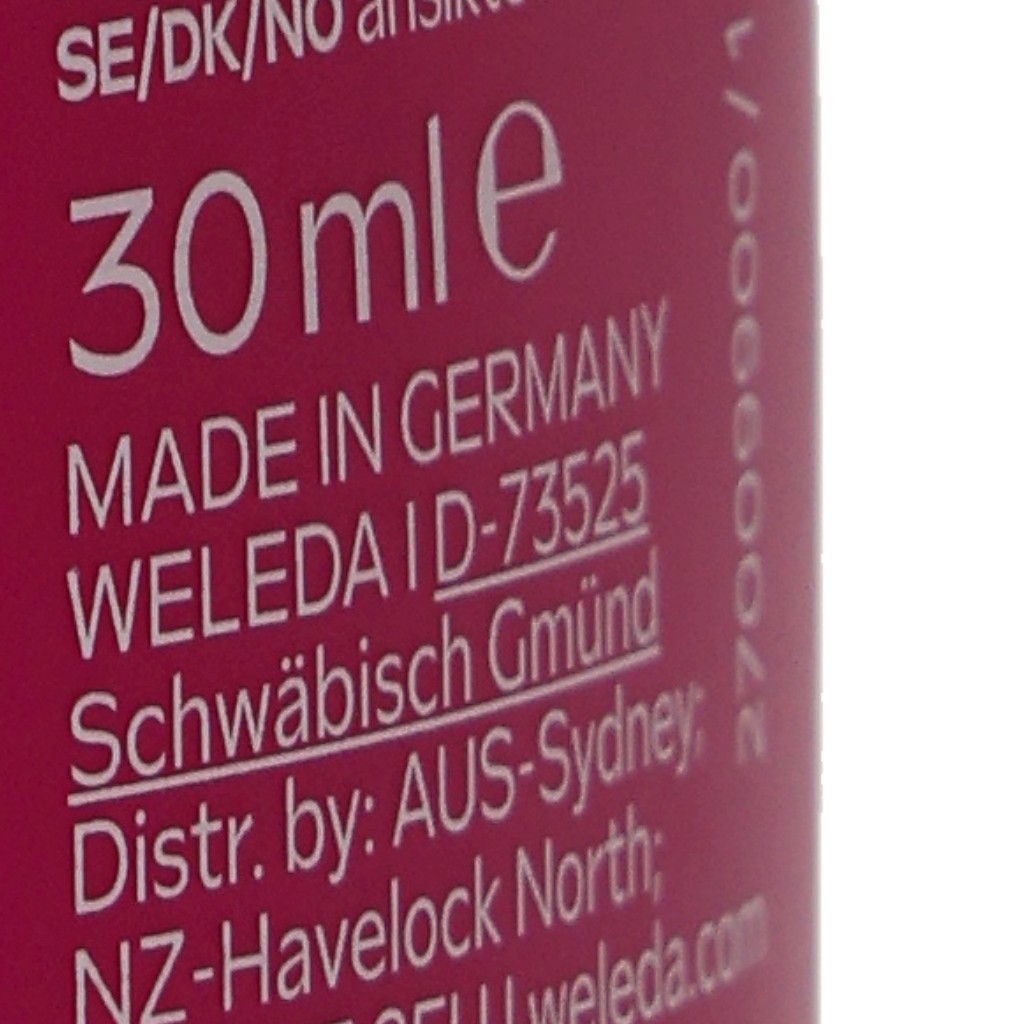 SE/DK/NO
30 ml e
MADE IN GERMANY
WELEDA I D-73525
Schwäbisch Gmünd
Distr. by: AUS-Sydney;
NZ-Havelock North;
weleda.com